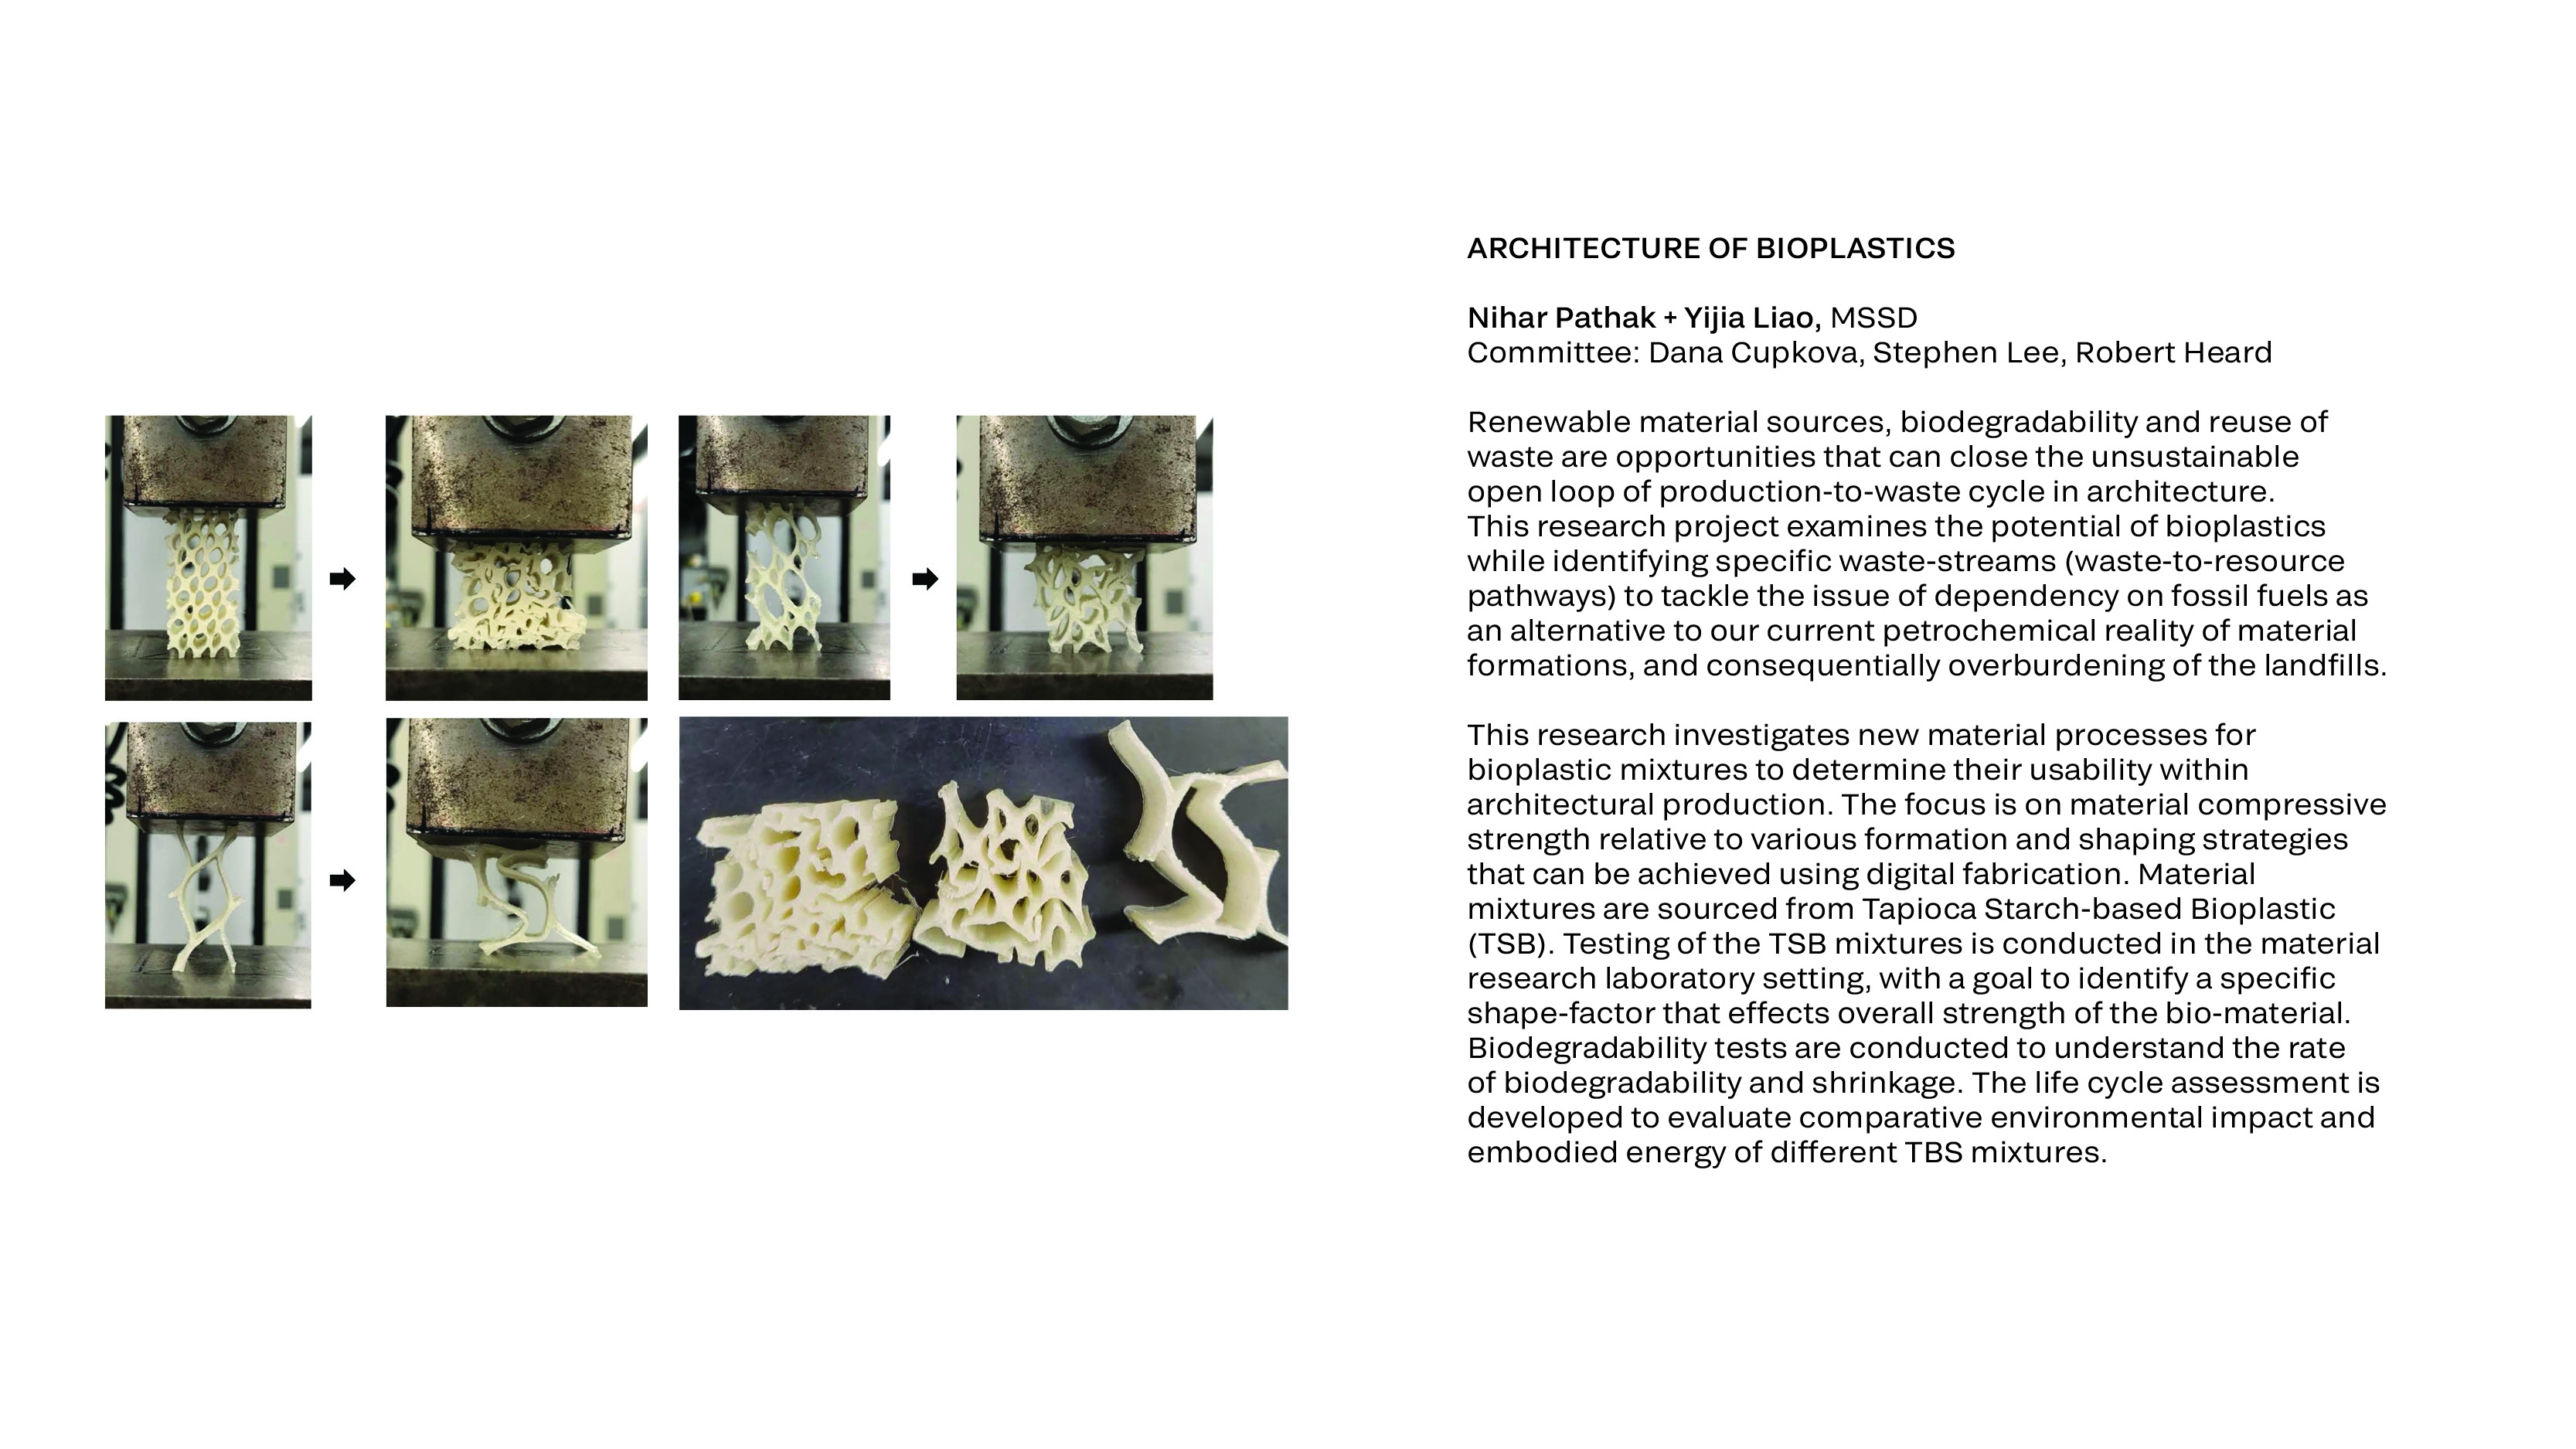 ARCHITECTURE OF BIOPLASTICS
Nihar Pathak + Yijia Liao, MSSD
Committee: Dana Cupkova, Stephen Lee, Robert Heard
Renewable material sources, biodegradability and reuse of
waste are opportunities that can close the unsustainable
open loop of production-to-waste cycle in architecture.
This research project examines the potential of bioplastics
while identifying specific waste-streams (waste-to-resource
pathways) to tackle the issue of dependency on fossil fuels as
an alternative to our current petrochemical reality of material
formations, and consequentially overburdening of the landfills.
This research investigates new material processes for
bioplastic mixtures to determine their usability within
architectural production. The focus is on material compressive
strength relative to various formation and shaping strategies
that can be achieved using digital fabrication. Material
mixtures are sourced from Tapioca Starch-based Bioplastic
(TSB). Testing of the TSB mixtures is conducted in the material
research laboratory setting, with a goal to identify a specific
shape-factor that effects overall strength of the bio-material.
Biodegradability tests are conducted to understand the rate
of biodegradability and shrinkage. The life cycle assessment is
developed to evaluate comparative environmental impact and
embodied energy of different TBS mixtures.